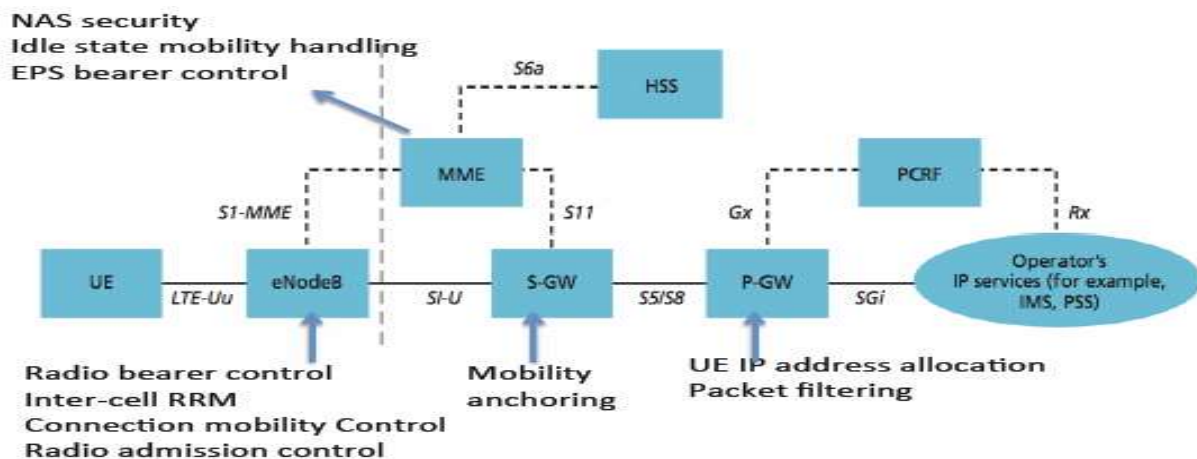 NAS security
Idle state mobility handling
EPS bearer control
S6a
HSS
MME
PCRF
S1-MME
S11
Gx
Rx
UE
LTE-Uu
eNodeB
SI-U
S-GW
S5/S8
P-GW
SGi
Operator's
IP services (for example,
IMS, PSS)
Radio bearer control
Inter-cell RRM
Connection mobility Control
Radio admission control
Mobility
anchoring
UE IP address allocation
Packet filtering